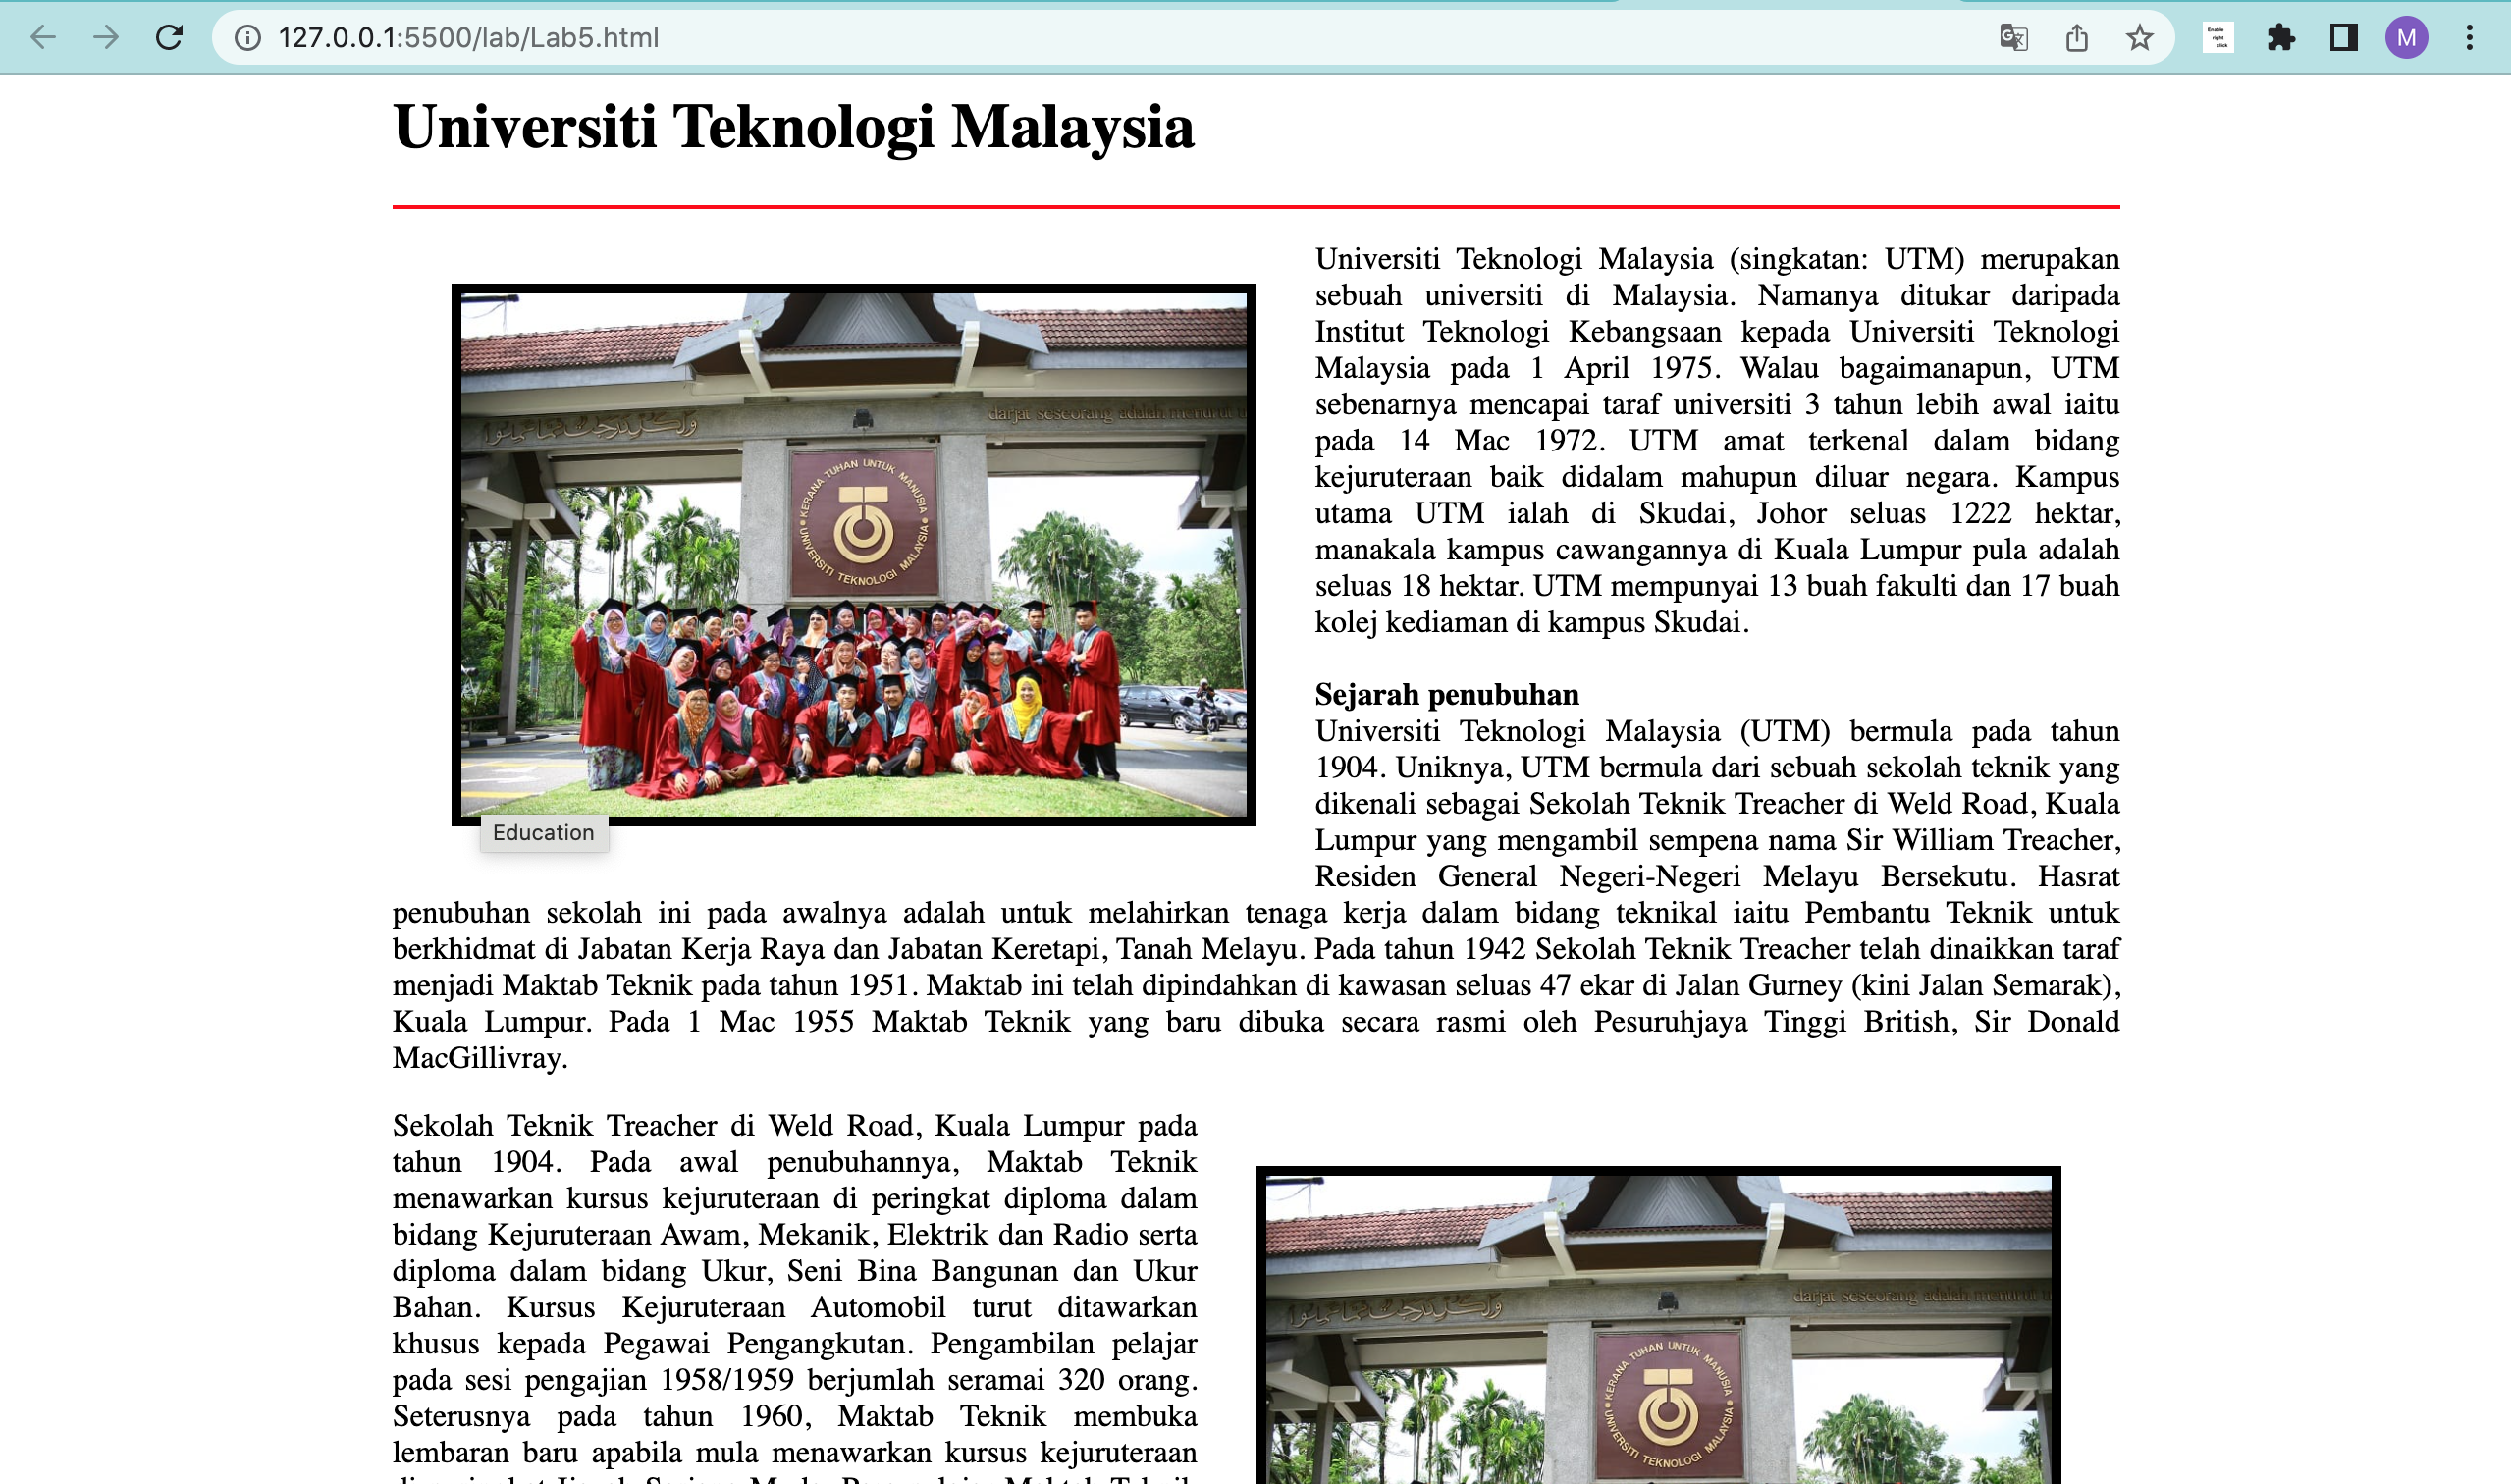 127.0.0.1:5500/lab/Lab5.html
Enable
right
click
M
Universiti Teknologi Malaysia
Universiti Teknologi Malaysia (singkatan: UTM) merupakan
sebuah universiti di Malaysia. Namanya ditukar daripada
Institut Teknologi Kebangsaan kepada Universiti Teknologi
Malaysia pada 1 April 1975. Walau bagaimanapun, UTM
sebenarnya mencapai taraf universiti 3 tahun lebih awal iaitu
pada 14 Mac 1972. UTM amat terkenal dalam bidang
kejuruteraan baik didalam mahupun diluar negara. Kampus
utama UTM ialah di Skudai, Johor seluas 1222 hektar,
manakala kampus cawangannya di Kuala Lumpur pula adalah
seluas 18 hektar. UTM mempunyai 13 buah fakulti dan 17 buah
kolej kediaman di kampus Skudai.
darjat seseorang adalah menurut
KERANA TUHAN UNTUK MANUSIA
UNIVERSITI TEKNOLOGI MALAYSIA
Education
Sejarah penubuhan
Universiti Teknologi Malaysia (UTM) bermula pada tahun
1904. Uniknya, UTM bermula dari sebuah sekolah teknik yang
dikenali sebagai Sekolah Teknik Treacher di Weld Road, Kuala
Lumpur yang mengambil sempena nama Sir William Treacher,
Residen General Negeri-Negeri Melayu Bersekutu. Hasrat
penubuhan sekolah ini pada awalnya adalah untuk melahirkan tenaga kerja dalam bidang teknikal iaitu Pembantu Teknik untuk
berkhidmat di Jabatan Kerja Raya dan Jabatan Keretapi, Tanah Melayu. Pada tahun 1942 Sekolah Teknik Treacher telah dinaikkan taraf
menjadi Maktab Teknik pada tahun 1951. Maktab ini telah dipindahkan di kawasan seluas 47 ekar di Jalan Gurney (kini Jalan Semarak),
Kuala Lumpur. Pada 1 Mac 1955 Maktab Teknik yang baru dibuka secara rasmi oleh Pesuruhjaya Tinggi British, Sir Donald
MacGillivray.
Sekolah Teknik Treacher di Weld Road, Kuala Lumpur pada
tahun 1904. Pada awal penubuhannya, Maktab Teknik
menawarkan kursus kejuruteraan di peringkat diploma dalam
bidang Kejuruteraan Awam, Mekanik, Elektrik dan Radio serta
diploma dalam bidang Ukur, Seni Bina Bangunan dan Ukur
Bahan. Kursus Kejuruteraan Automobil turut ditawarkan
khusus kepada Pegawai Pengangkutan. Pengambilan pelajar
pada sesi pengajian 1958/1959 berjumlah seramai 320 orang.
Seterusnya pada tahun 1960, Maktab Teknik membuka
lembaran baru apabila mula menawarkan kursus kejuruteraan
darjat seseorang adalah menurut
KERANA TUHAN UNTUK MANUSIA
UNIVERSITI TEKNOLOGI MALAYSIA